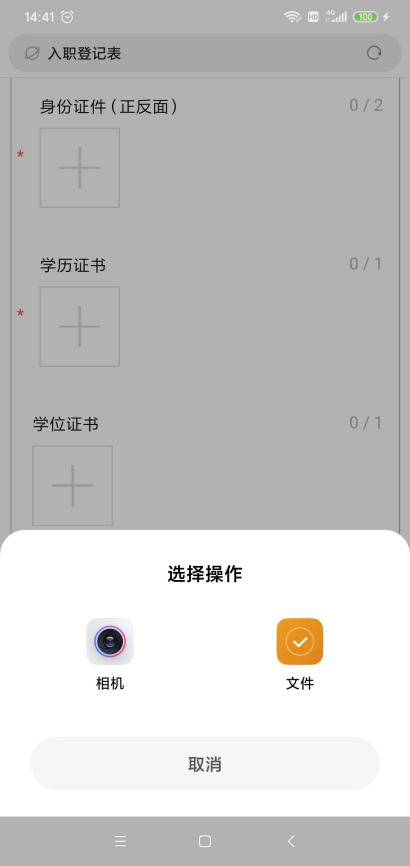 14:41
HD 4G 100
入职登记表
身份证件（正反面） 0 / 2
*
学历证书 0 / 1
*
学位证书 0 / 1
选择操作
相机 文件
取消